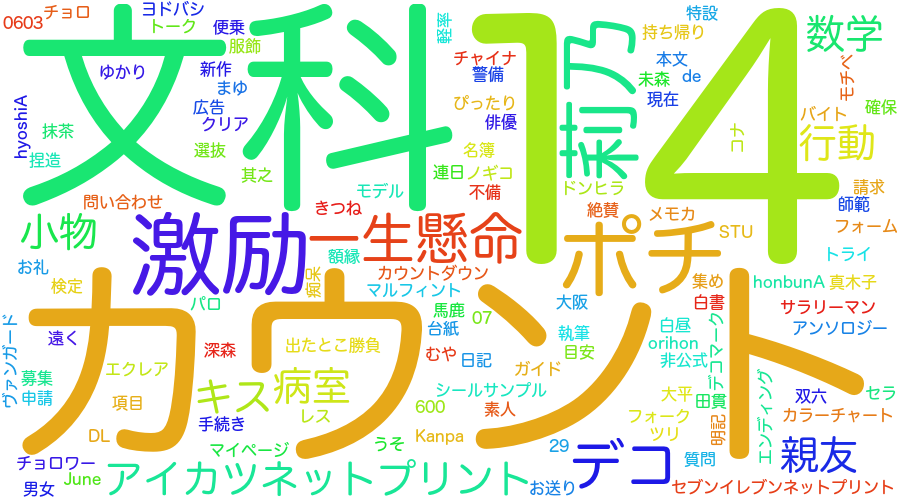 チョロ
ヨドバシ
0603
トーク
便乗
服飾
軽率
特設
持ち帰り
数学
文科
14
莿乃
ゆかり
新作
チャイナ
警備
本文
未森
de
モチベ
hyoshiA
まゆ
広告
クリア
ぴったり
現在
コナ
バイト
確保
抹茶
選抜
俳優
名簿
行動
捏造
其之
連日
ノギコ
モデル
不備
ドンヒラ
請求
問い合わせ
きつね
絶賛
メモカ
師範
小物
激励
一生懸命
ポチ
STU
フォーム
額縁
トライ
お礼
カウント
カウントダウン
検定
痴呆
マルフィント
大阪
集め
honbunA
真木子
パロ
馬鹿
07
白書
サラリーマン
ヴァンガード
遠く
台紙
執筆
白昼
デコマーク
アンソロジー
深森
出たとこ勝負
むや
日記
目安
orihon
エクレア
ガイド
非公式
募集
申請
キス
病室
シールサンプル
大平
田貫
エンディング
双六
セラ
項目
レス
600
素人
フォーク
カラーチャート
手続き
ツリ
明記
DL
Kanpa
マイページ
うそ
29
デコ
親友
チョロワー
質問
June
アイカツネットプリント
男女
お送り
セブンイレブンネットプリント